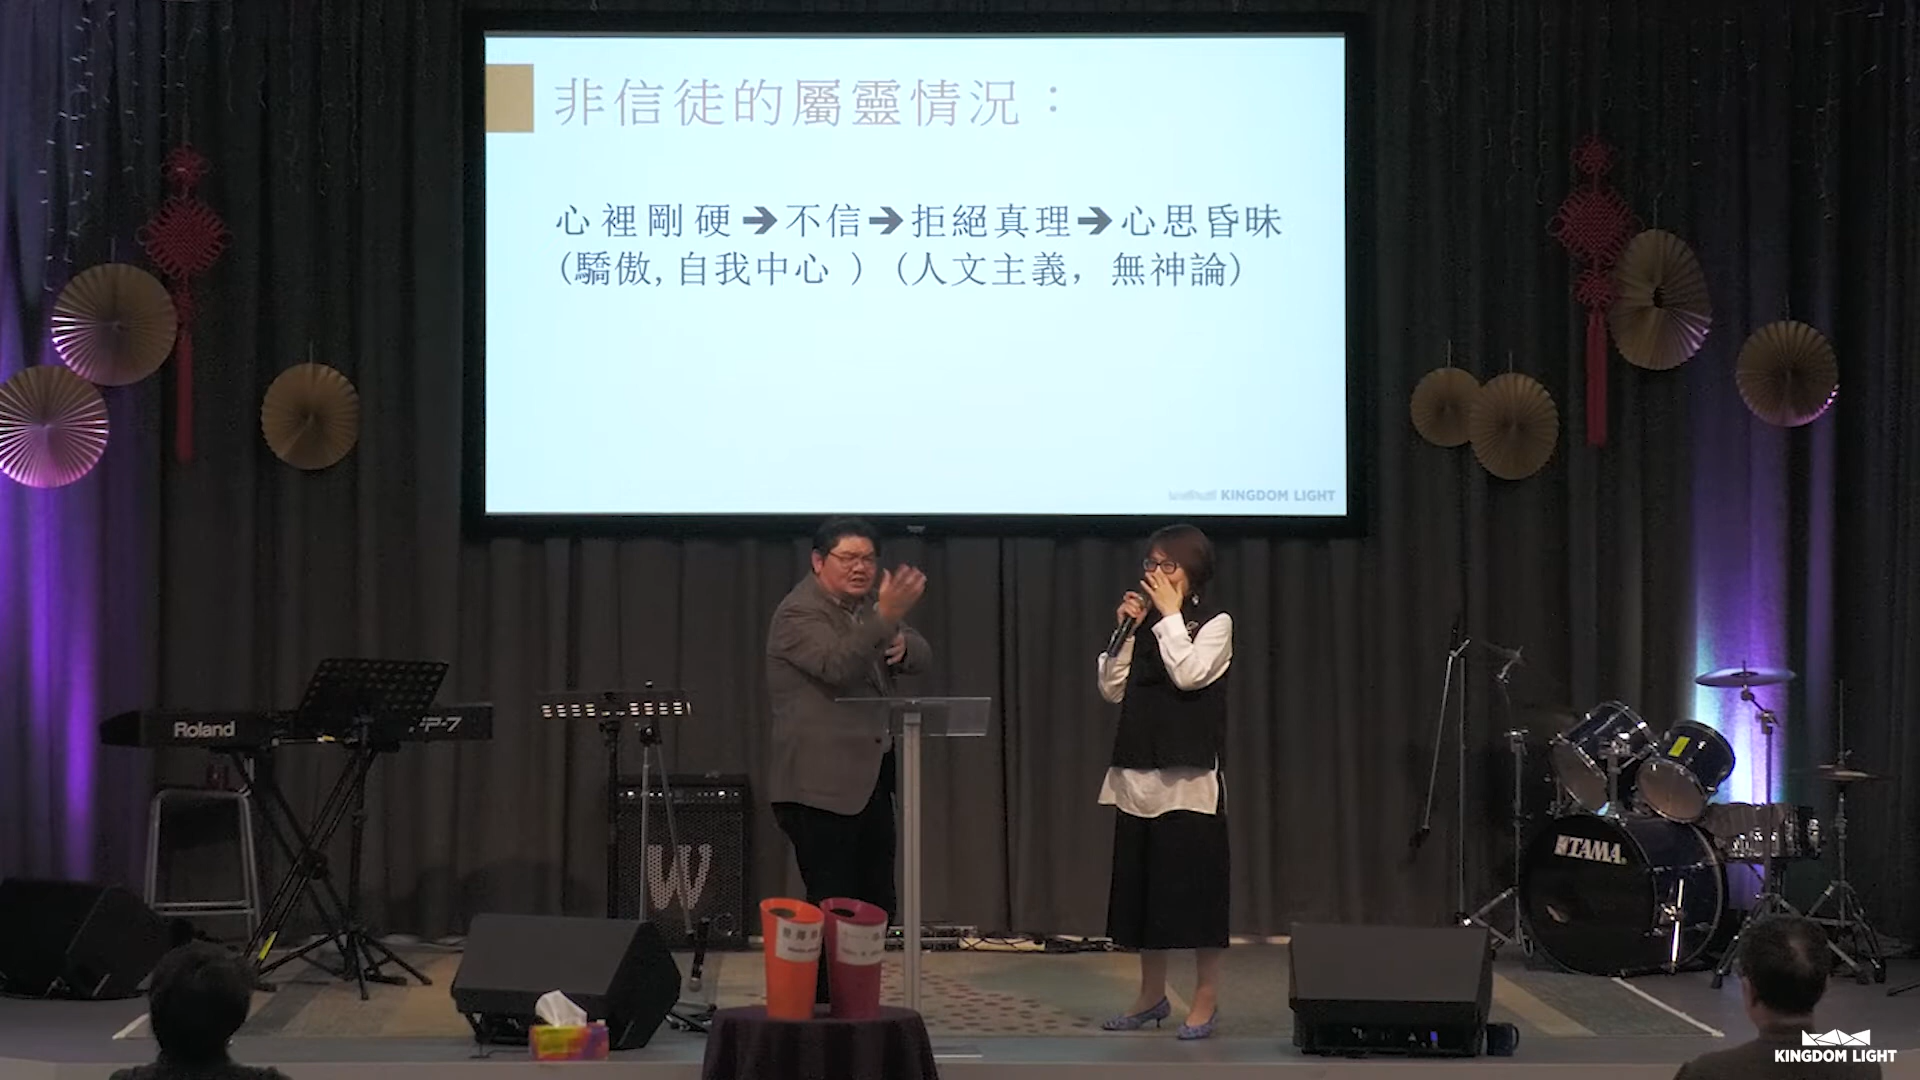 非信徒的屬靈情況：
心裡剛硬➔不信➔拒絕真理➔心思昏昧
(驕傲,自我中心 ) (人文主義，無神論)
KINGDOM LIGHT
Roland
W
TAMA
KINGDOM LIGHT